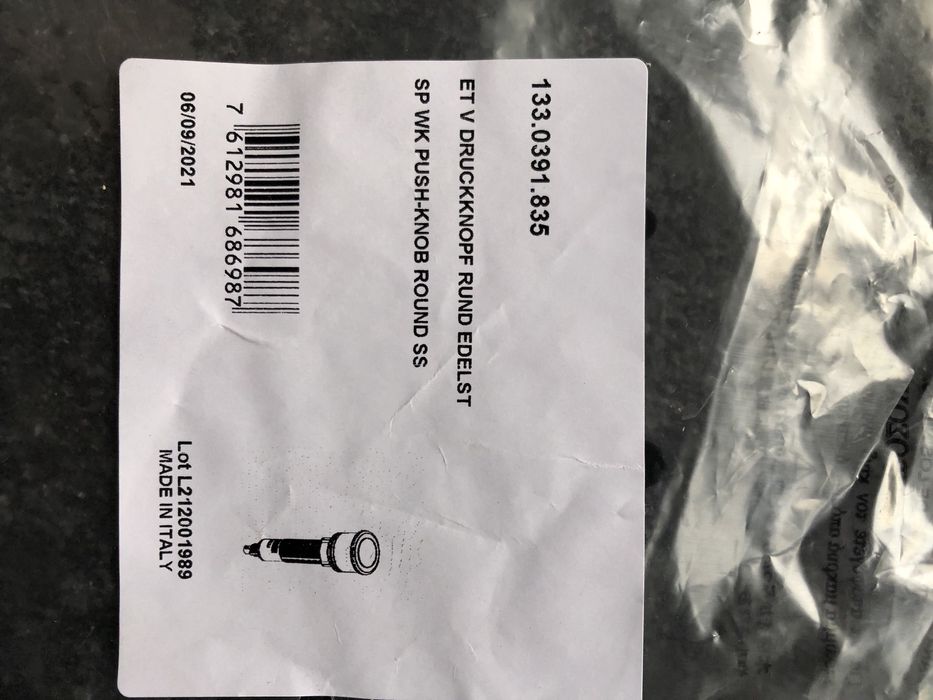 133.0391.835
ET V DRUCKKNOPF RUND EDELST
SP WK PUSH-KNOB ROUND SS
7 612981 686987
06/09/2021
Lot L212001989
MADE IN ITALY